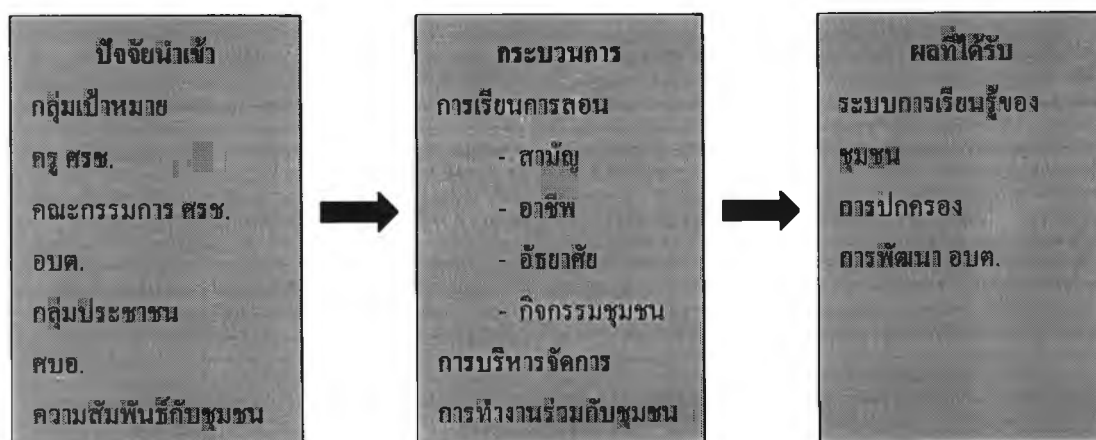 ปัจจัยนำเข้า
กลุ่มเป้าหมาย
ครู ศรช.
คณะกรรมการ ศรช.
อบต.
กลุ่มประชาชน
ศบอ.
ความสัมพันธ์กับชุมชน
กระบวนการ
การเรียนการสอน
- สามัญ
- อาชีพ
- อัธยาศัย
- กิจกรรมชุมชน
การบริหารจัดการ
การทำงานร่วมกับชุมชน
ผลที่ได้รับ
ระบบการเรียนรู้ของ
ชุมชน
การปกครอง
การพัฒนา อบต.